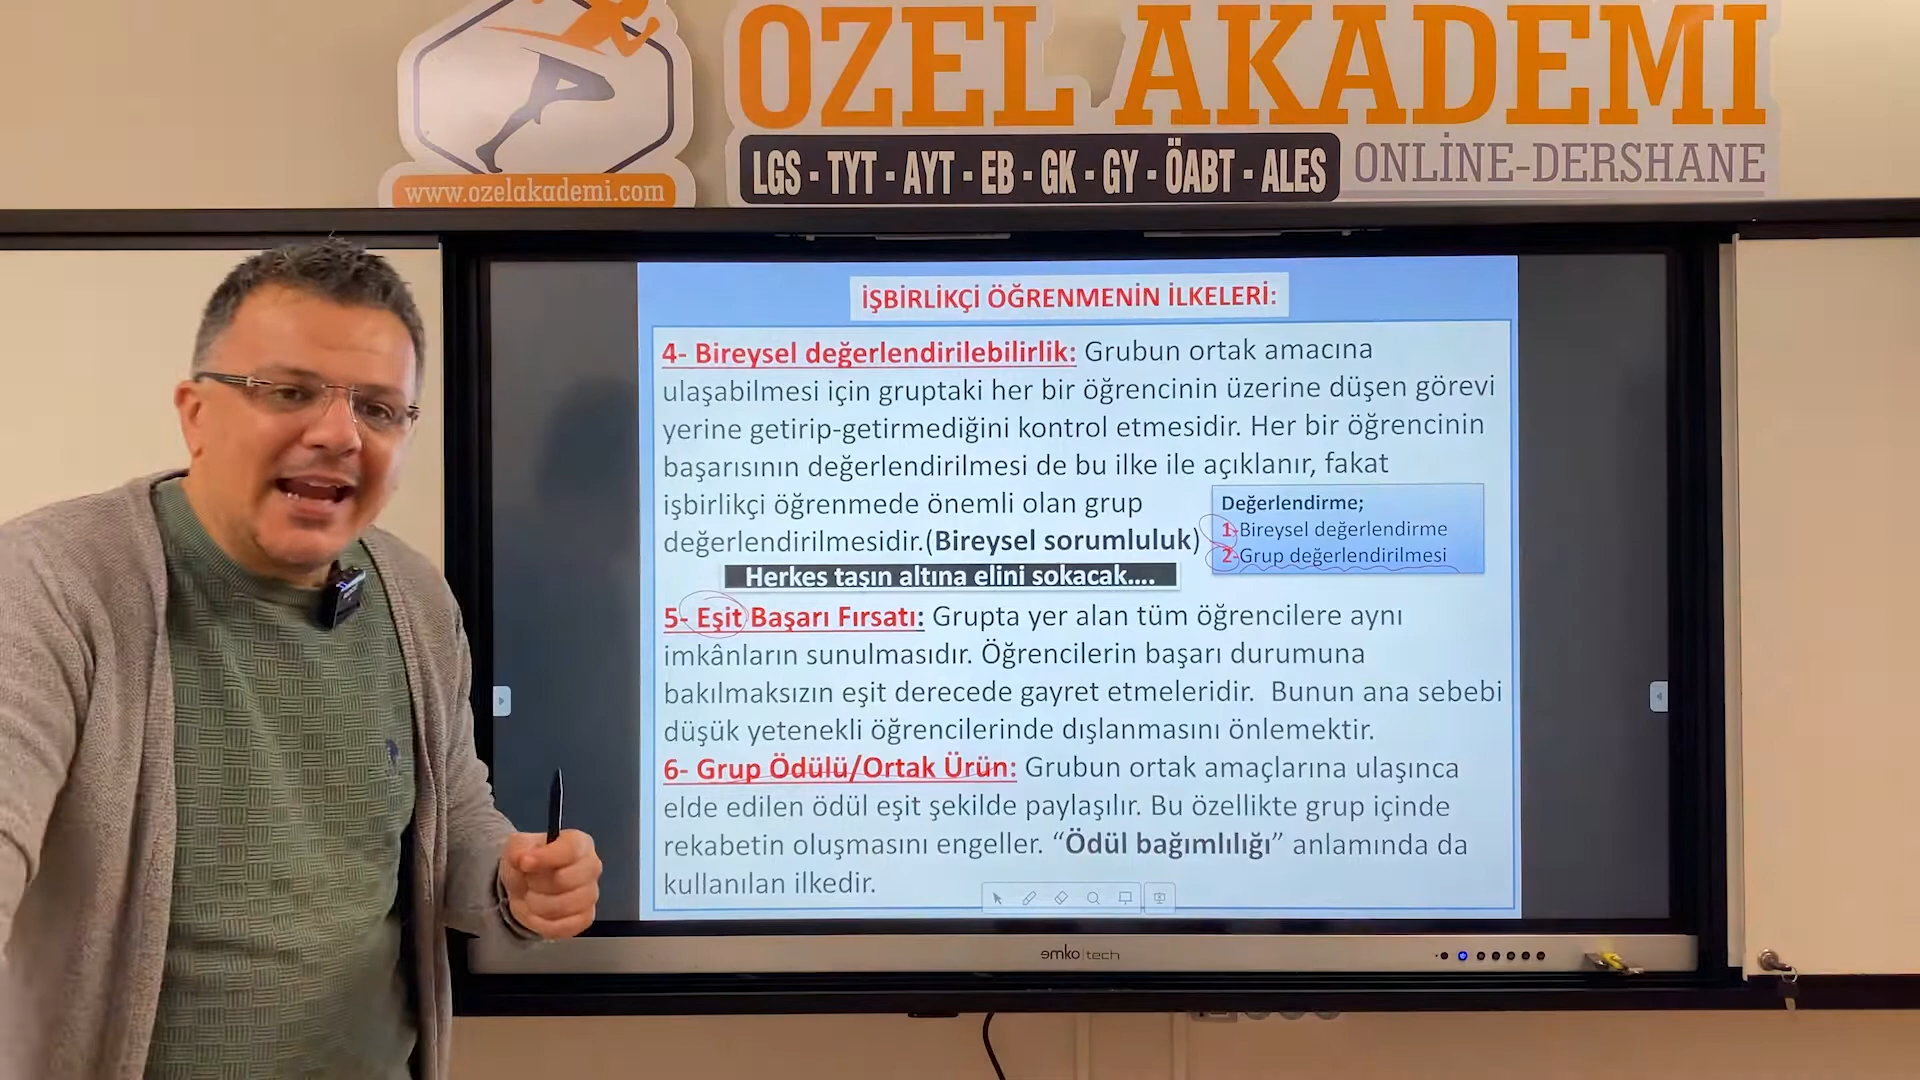 OZEL AKADEMI
www.ozelakademi.com
LGS - TYT - AYT - EB - GK - GY - ÖABT - ALES
ONLİNE-DERSHANE
İŞBİRLİKÇİ ÖĞRENMENİN İLKELERİ:
4- Bireysel değerlendirilebilirlik: Grubun ortak amacına
ulaşabilmesi için gruptaki her bir öğrencinin üzerine düşen görevi
yerine getirip-getirmediğini kontrol etmesidir. Her bir öğrencinin
başarısının değerlendirilmesi de bu ilke ile açıklanır, fakat
işbirlikçi öğrenmede önemli olan grup
değerlendirilmesidir.(Bireysel sorumluluk)
Değerlendirme;
1-Bireysel değerlendirme
2-Grup değerlendirilmesi
Herkes taşın altına elini sokacak....
5- Eşit Başarı Fırsatı: Grupta yer alan tüm öğrencilere aynı
imkânların sunulmasıdır. Öğrencilerin başarı durumuna
bakılmaksızın eşit derecede gayret etmeleridir. Bunun ana sebebi
düşük yetenekli öğrencilerinde dışlanmasını önlemektir.
6- Grup Ödülü/Ortak Ürün: Grubun ortak amaçlarına ulaşınca
elde edilen ödül eşit şekilde paylaşılır. Bu özellikte grup içinde
rekabetin oluşmasını engeller. “Ödül bağımlılığı” anlamında da
kullanılan ilkedir.
emko|tech